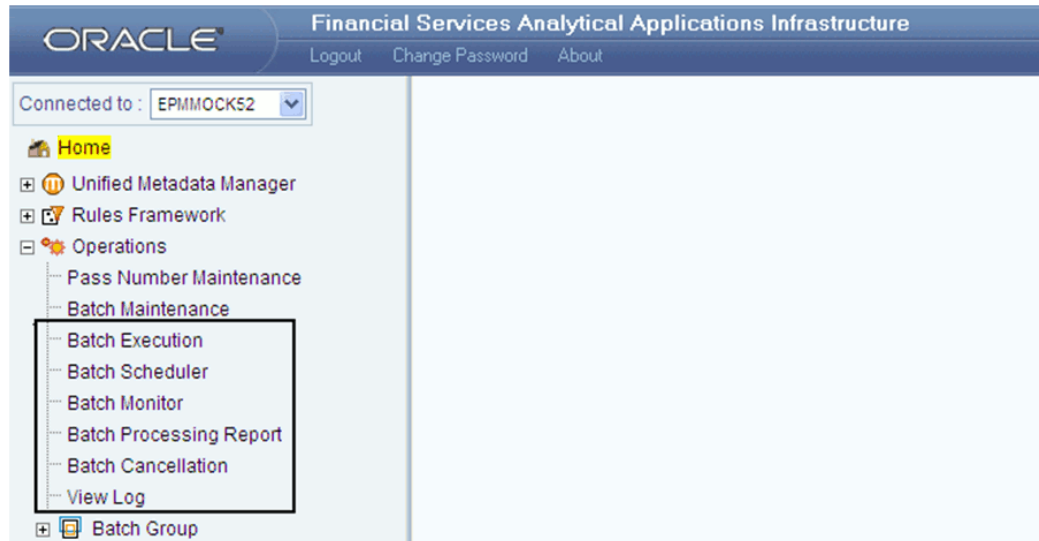 ORACLE®
Financial Services Analytical Applications Infrastructure
Logout Change Password About
Connected to : EPMMOCK52
Home
Unified Metadata Manager
Rules Framework
Operations
Pass Number Maintenance
Batch Maintenance
Batch Execution
Batch Scheduler
Batch Monitor
Batch Processing Report
Batch Cancellation
View Log
Batch Group